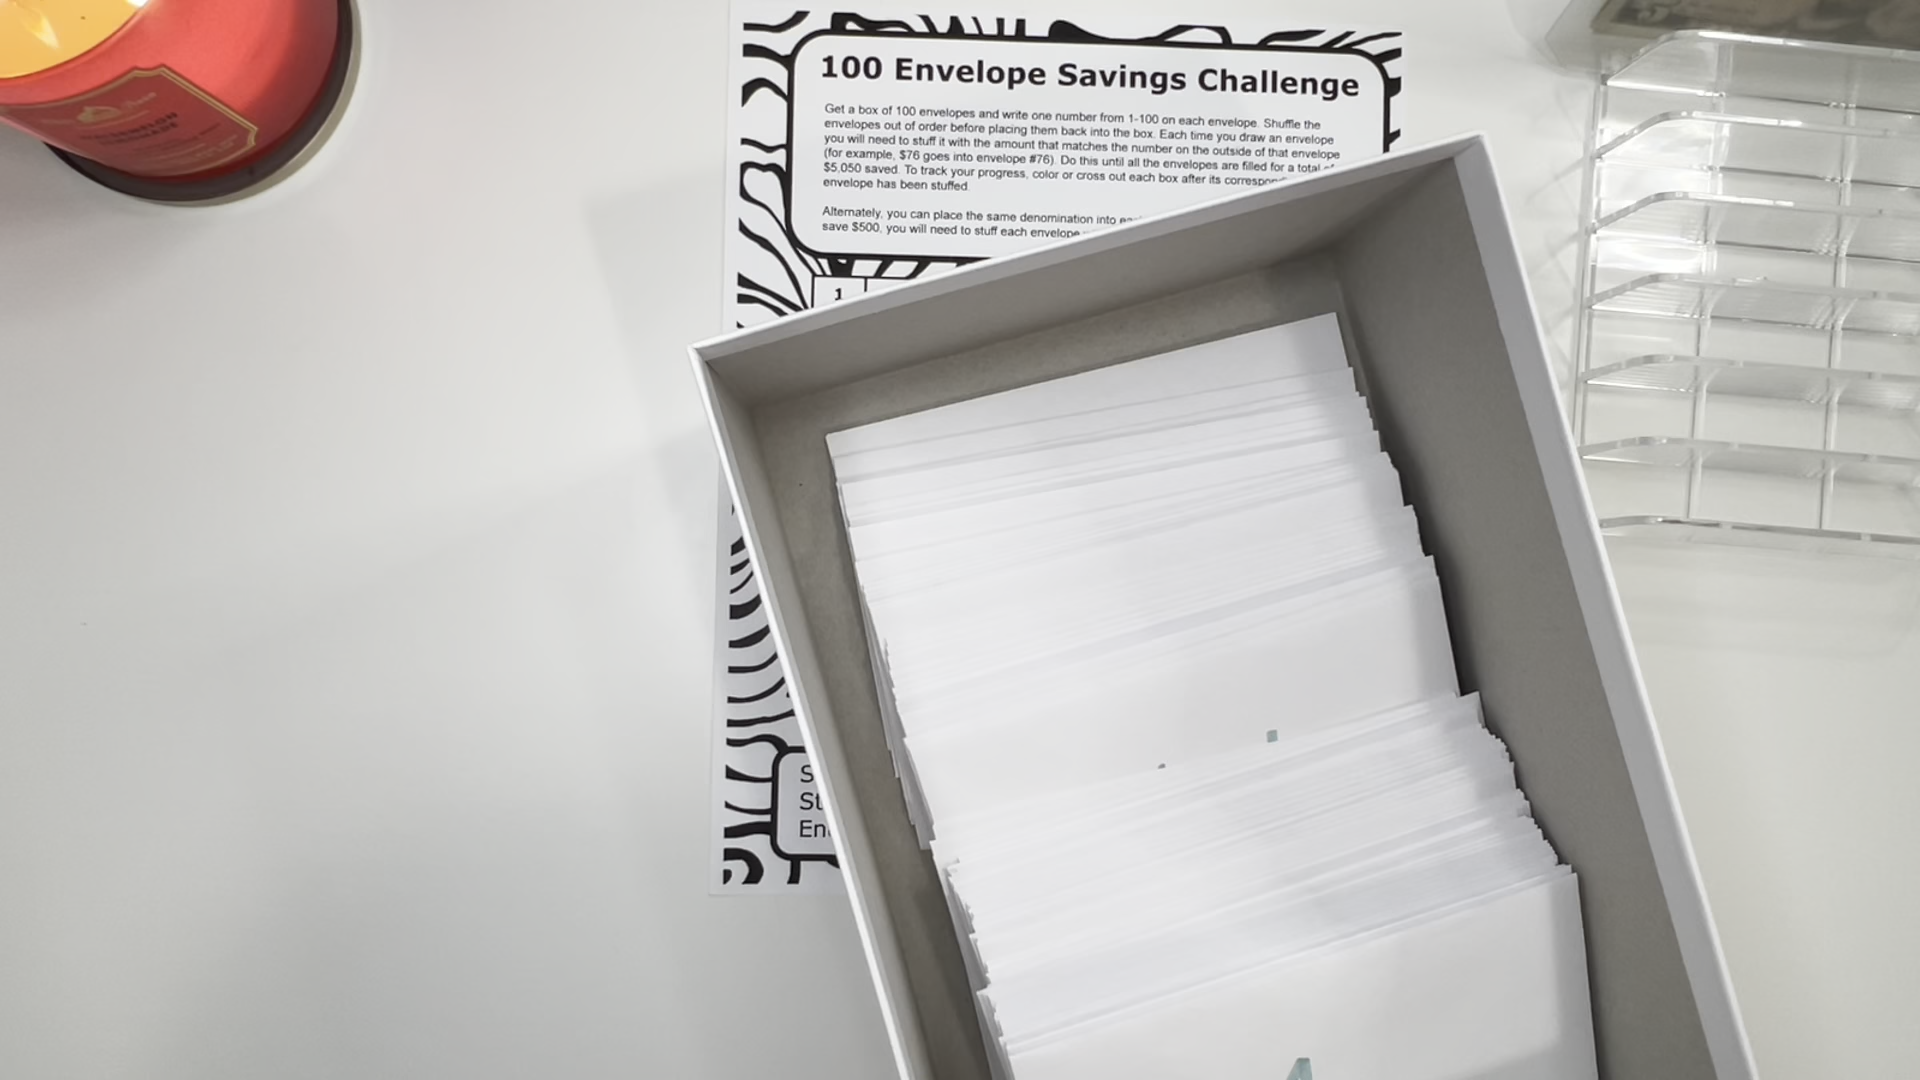 100 Envelope Savings Challenge
Get a box of 100 envelopes and write one number from 1-100 on each envelope. Shuffle the
envelopes out of order before placing them back into the box. Each time you draw an envelope
you will need to stuff it with the amount that matches the number on the outside of that envelope
(for example, $76 goes into envelope #76). Do this until all the envelopes are filled for a total
$5,050 saved. To track your progress, color or cross out each box after its
envelope has been stuffed.
Alternately, you can place the same denomination into
save $500, you will need to stuff each envelope
1
S
St
En